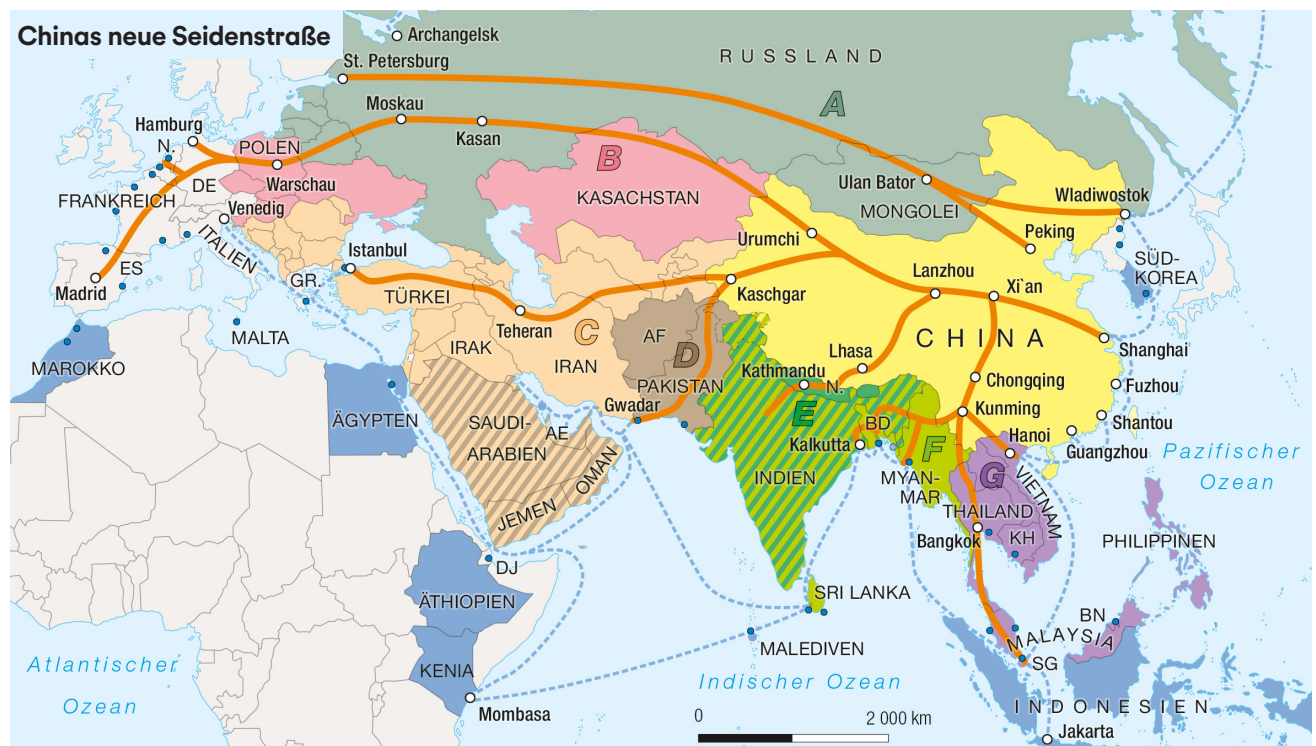 Chinas neue Seidenstraße
Archangelsk
RUSSLAND
St. Petersburg
A
Moskau
Kasan
Hamburg
N.
POLEN
B
DE
Warschau
KASACHSTAN
Ulan Bator
MONGOLEI
Wladiwostok
FRANKREICH
Venedig
ITALIEN
Urumchi
Peking
Istanbul
SÜD-
KOREA
ES
Madrid
GR.
TÜRKEI
Kaschgar
Lanzhou
Xi`an
Teheran
C
MALTA
IRAK
AF
D
CHINA
Shanghai
MAROKKO
IRAN
PAKISTAN
Lhasa
Kathmandu
N.
Chongqing
Fuzhou
Gwadar
ÄGYPTEN
SAUDI-
ARABIEN
AE
E
BD
Kunming
Shantou
Hanoi
Guangzhou
Kalkutta
F
Pazifischer
Ozean
OMAN
INDIEN
MYAN-
MAR
G
VIETNAM
JEMEN
THAILAND
Bangkok
KH
PHILIPPINEN
DJ
ÄTHIOPIEN
SRI LANKA
BN
MALAYSIA
MALEDIVEN
SG
Atlantischer
Ozean
KENIA
Indischer Ozean
INDONESIEN
Mombasa
0
2 000 km
Jakarta